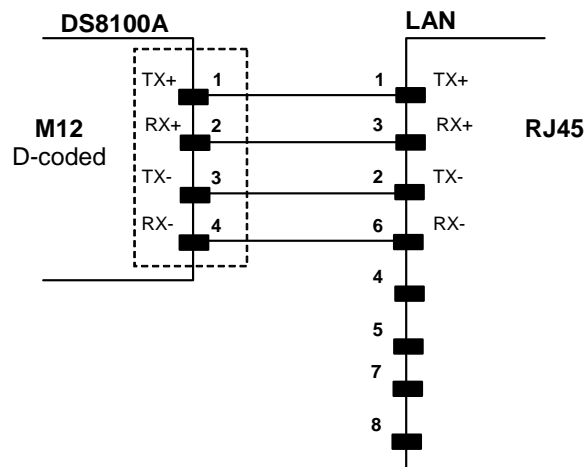 DS8100A LAN
TX+ 1 1 TX+
M12 RX+ 2 3 RX+ RJ45
D-coded
TX- 3 2 TX-
RX- 4 6 RX-
4
5
7
8